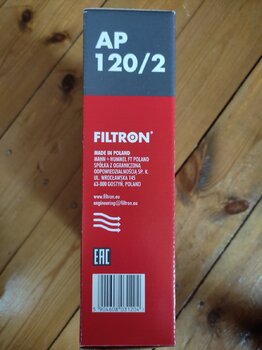 AP
120/2
FILTRON®
MADE IN POLAND
MANN + HUMMEL FT POLAND
SPÓŁKA Z OGRANICZONĄ
ODPOWIEDZIALNOŚCIĄ SP. K.
UL. WROCŁAWSKA 145
63-800 GOSTYŃ, POLAND
www.filtron.eu
engineering@filtron.eu
EAC
5904608031204